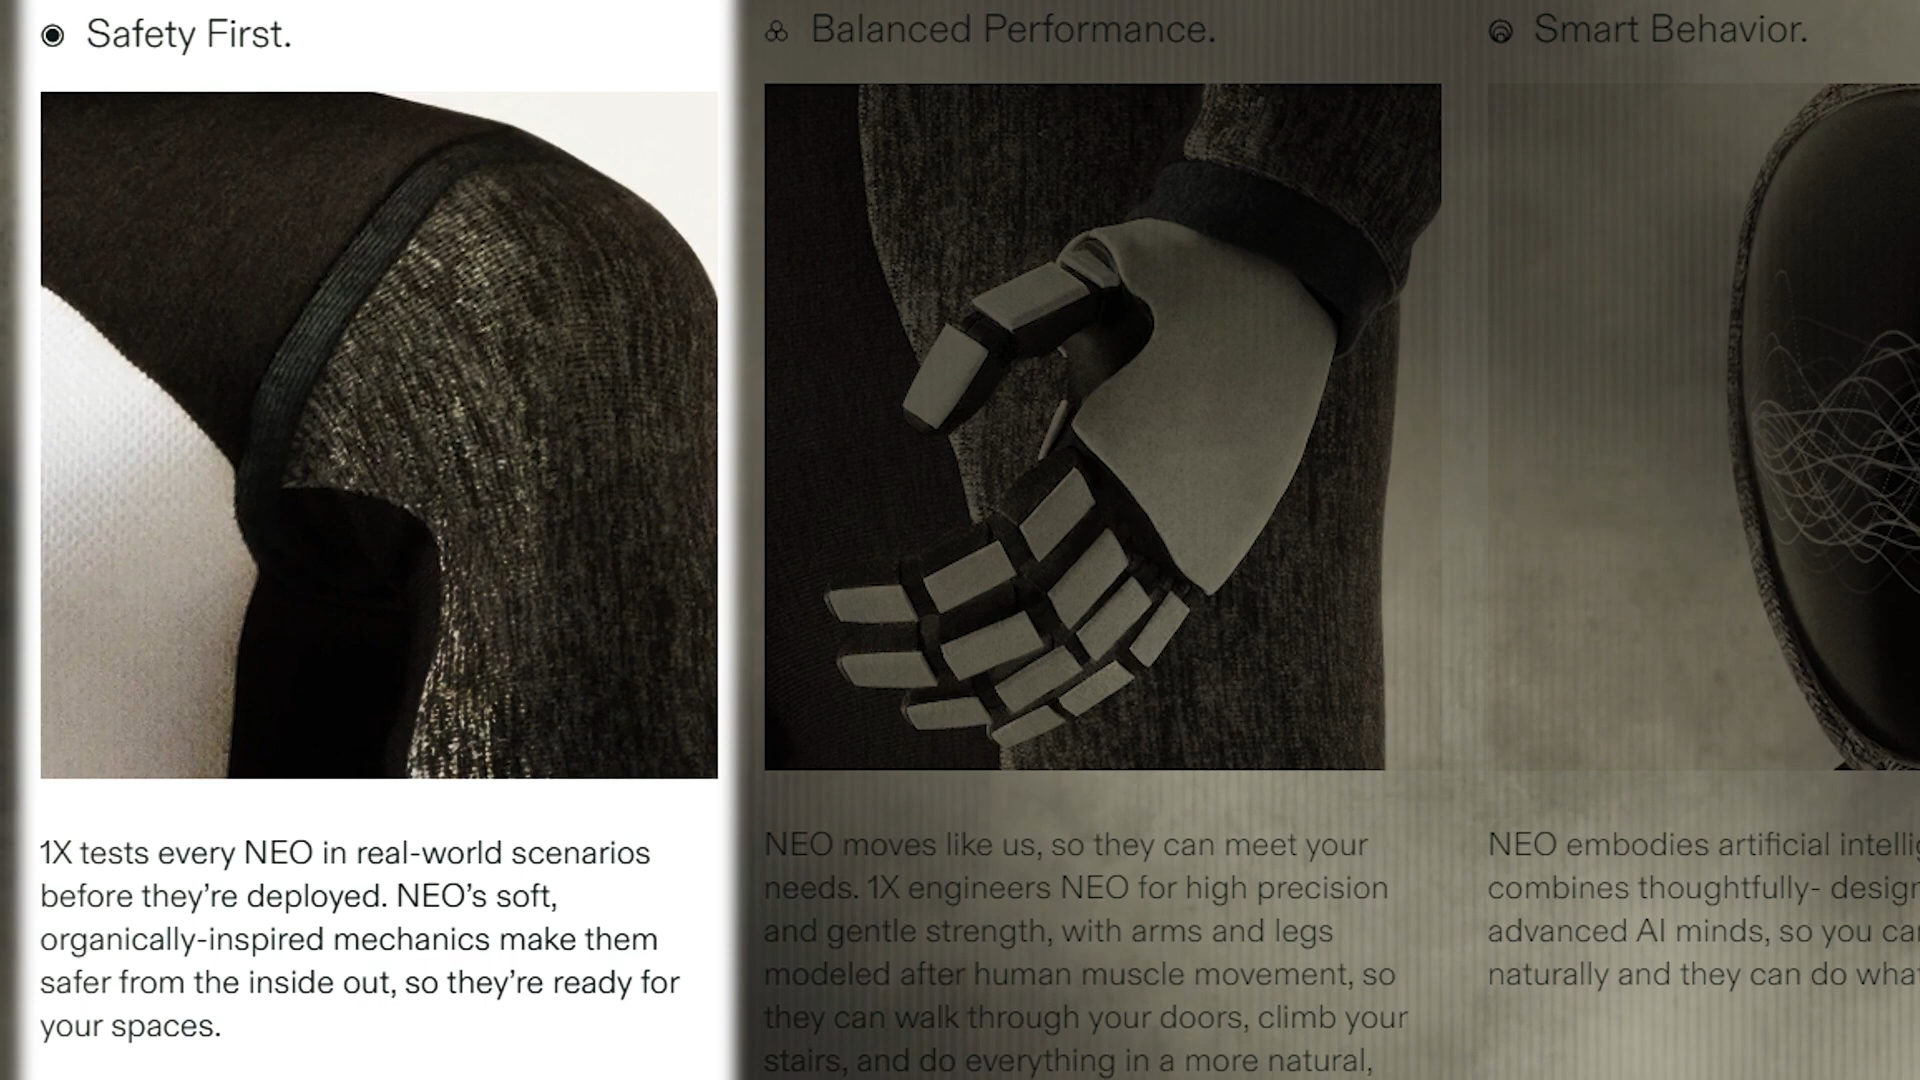 Safety First.
1X tests every NEO in real-world scenarios
before they’re deployed. NEO’s soft,
organically-inspired mechanics make them
safer from the inside out, so they’re ready for
your spaces.
Balanced Performance.
NEO moves like us, so they can meet your
needs. 1X engineers NEO for high precision
and gentle strength, with arms and legs
modeled after human muscle movement, so
they can walk through your doors, climb your
stairs, and do everything in a more natural,
Smart Behavior.
NEO embodies artificial
combines thoughtfully-
advanced AI minds, so you
naturally and they can do